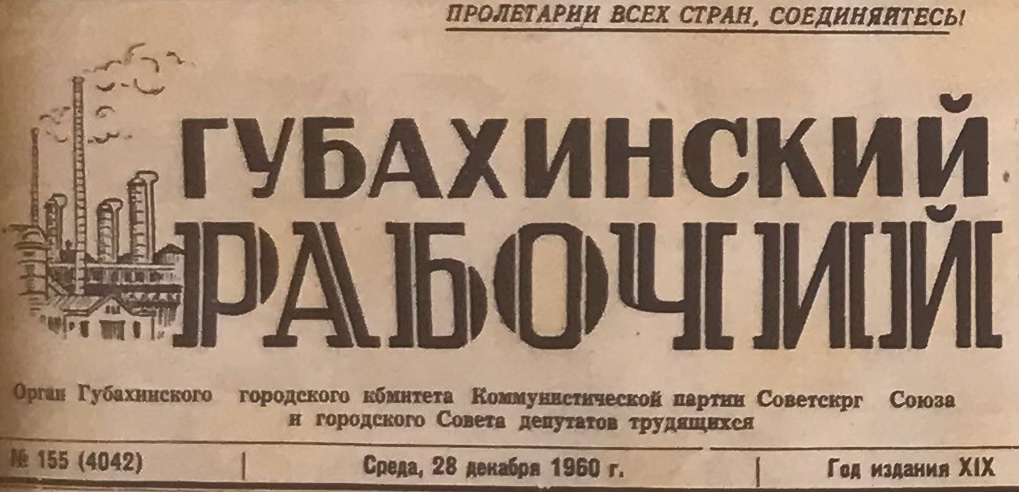 ПРОЛЕТАРИИ ВСЕХ СТРАН, СОЕДИНЯЙТЕСЬ!
ГУБАХИНСКИЙ
РАБОЧИЙ
Орган Губахинского городского кбмитета Коммунистической партии Советскрг Союза
и городского Совета депутатов трудящихся
№ 155 (4042) | Среда, 28 декабря 1960 г. | Год издания XIX